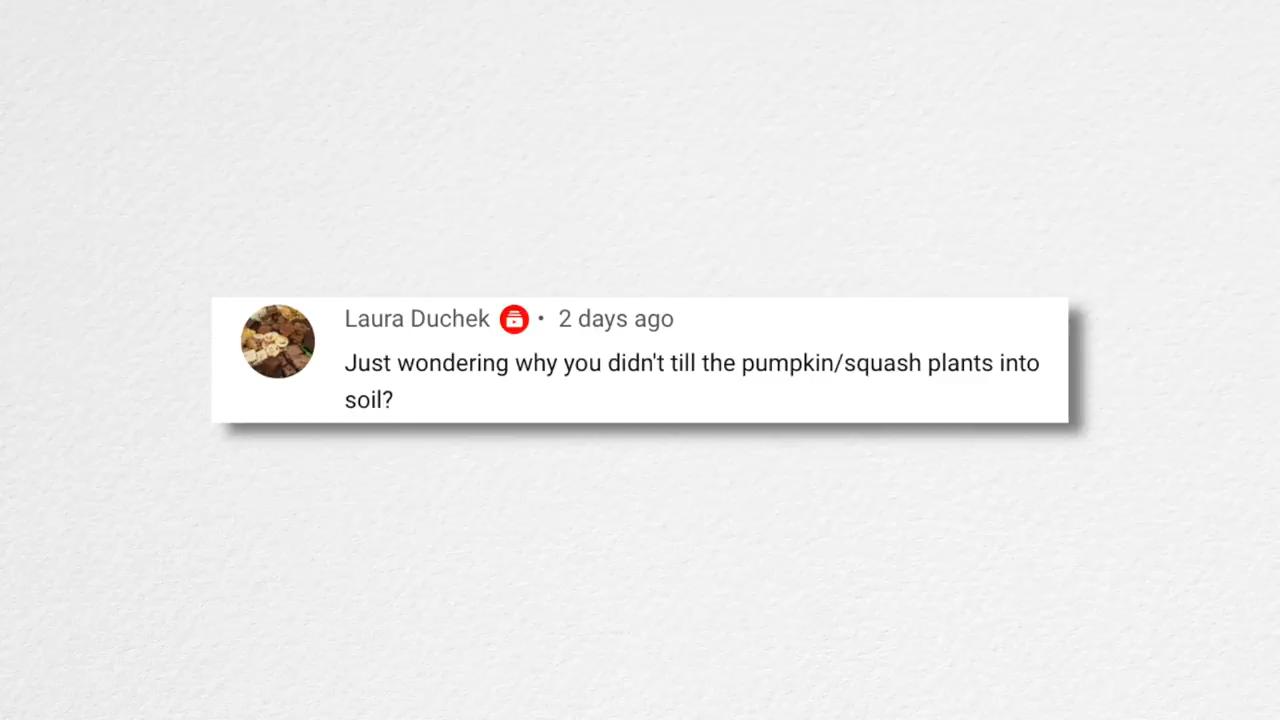 Laura Duchek • 2 days ago
Just wondering why you didn't till the pumpkin/squash plants into
soil?